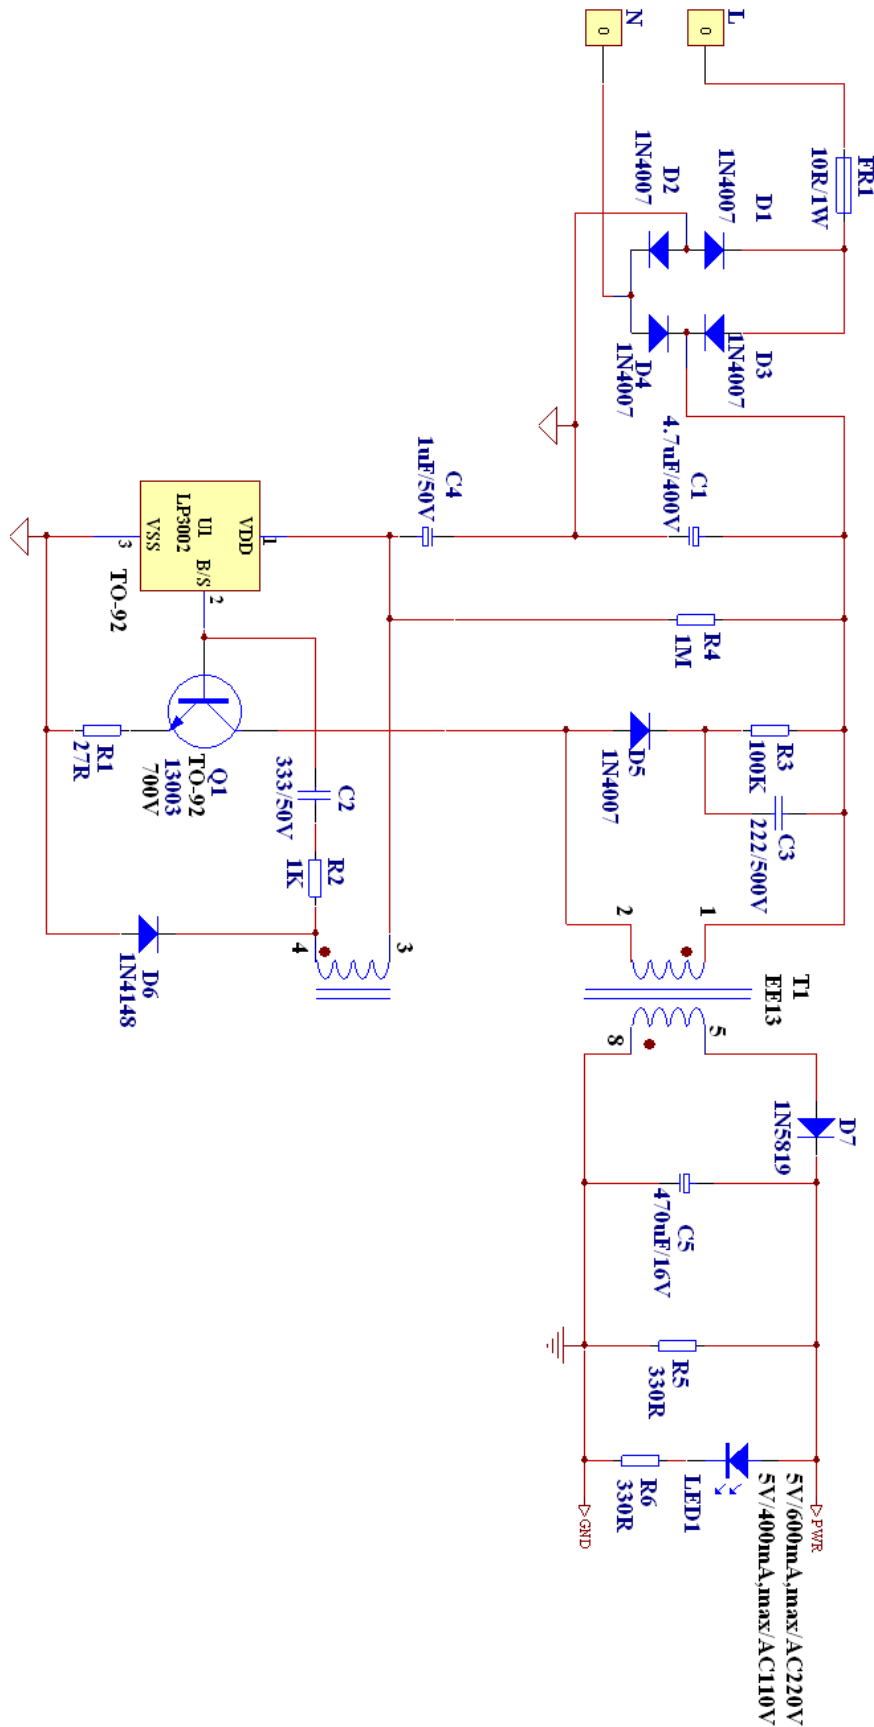 L
N
0
0
FR1
10R/1W
D1
1N4007
D2
1N4007
D3
1N4007
D4
1N4007
C1
4.7uF/400V
C4
1uF/50V
R4
1M
R3
100K
C3
222/500V
D5
1N4007
VDD
U1
LP3002
VSS
B/S
1
2
3
TO-92
Q1
TO-92
13003
700V
R1
27R
C2
333/50V
R2
1K
D6
1N4148
1
2
3
4
T1
EE13
5
8
D7
1N5819
C5
470uF/16V
R5
330R
LED1
R6
330R
PWR
GND
5V/600mA,max/AC220V
5V/400mA,max/AC110V